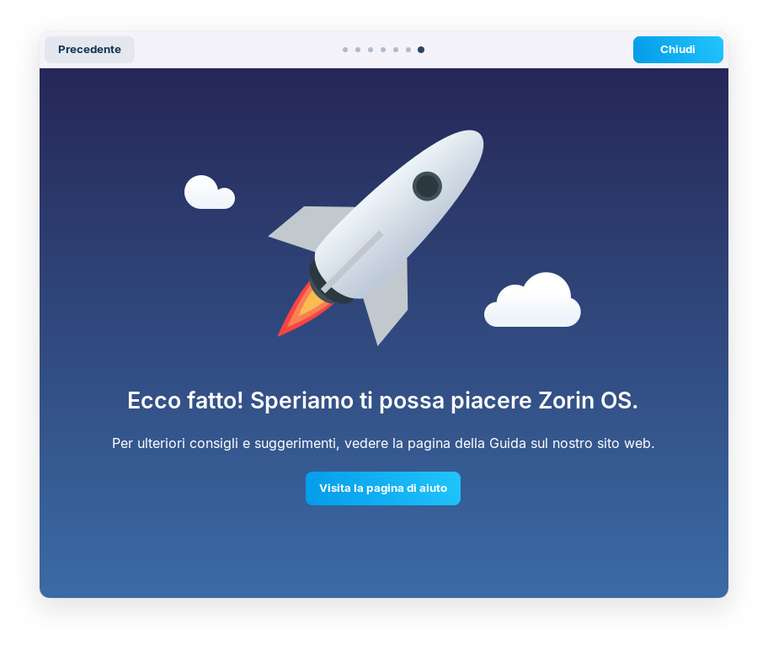 Precedente
Chiudi
Ecco fatto! Speriamo ti possa piacere Zorin OS.
Per ulteriori consigli e suggerimenti, vedere la pagina della Guida sul nostro sito web.
Visita la pagina di aiuto